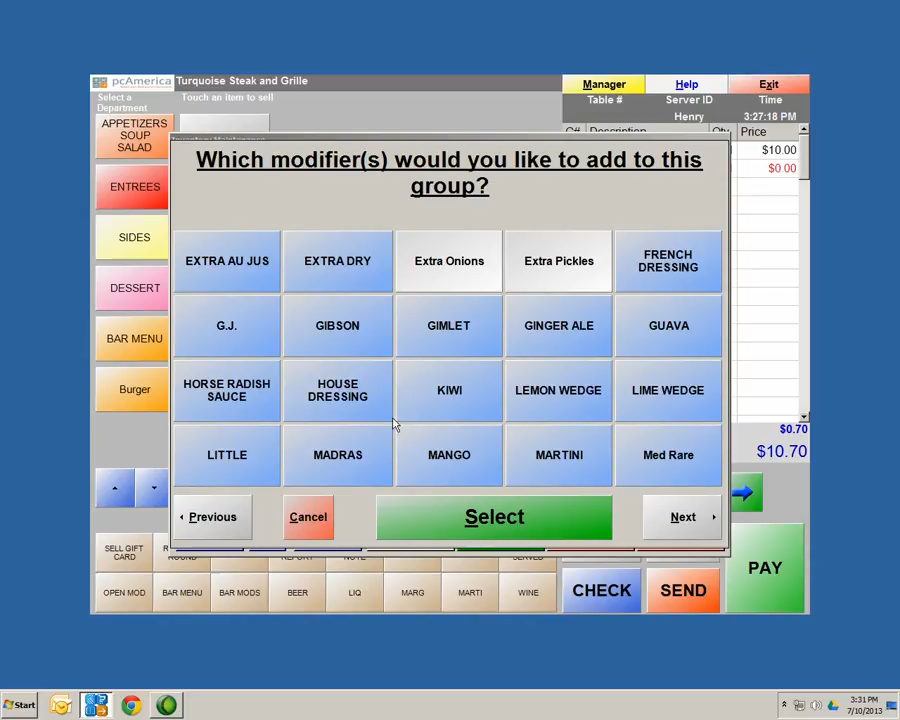 pcAmerica Turquoise Steak and Grille
Manager
Help
Exit
Select a
Department
Touch an item to sell
Table #
Server ID
Time
Henry
3:27:18 PM
Description
Price
$10.00
$0.00
APPETIZERS
SOUP
SALAD
ENTREES
SIDES
DESSERT
BAR MENU
Burger
Which modifier(s) would you like to add to this
group?
EXTRA AU JUS
EXTRA DRY
Extra Onions
Extra Pickles
FRENCH
DRESSING
G.J.
GIBSON
GIMLET
GINGER ALE
GUAVA
HORSE RADISH
SAUCE
HOUSE
DRESSING
KIWI
LEMON WEDGE
LIME WEDGE
LITTLE
MADRAS
MANGO
MARTINI
Med Rare
Previous
Cancel
Select
Next
$0.70
$10.70
SELL GIFT
CARD
OPEN MOD
BAR MENU
BAR MODS
BEER
LIQ
MARG
MARTI
WINE
CHECK
SEND
PAY
Start
3:31 PM
7/10/2013